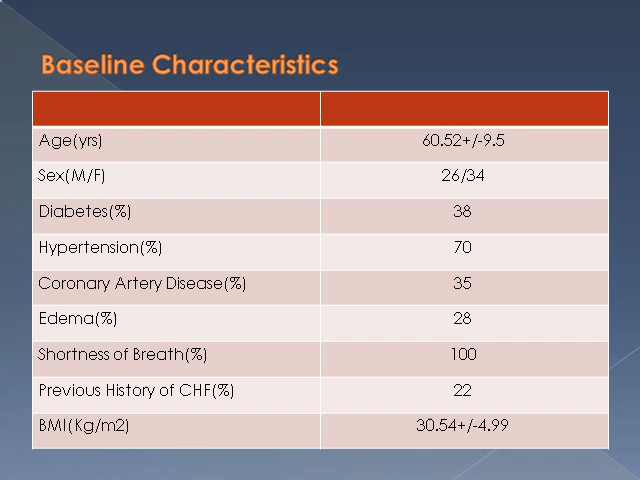 Baseline Characteristics
Age(yrs) 60.52+/-9.5
Sex(M/F) 26/34
Diabetes(%) 38
Hypertension(%) 70
Coronary Artery Disease(%) 35
Edema(%) 28
Shortness of Breath(%) 100
Previous History of CHF(%) 22
BMI(Kg/m2) 30.54+/-4.99